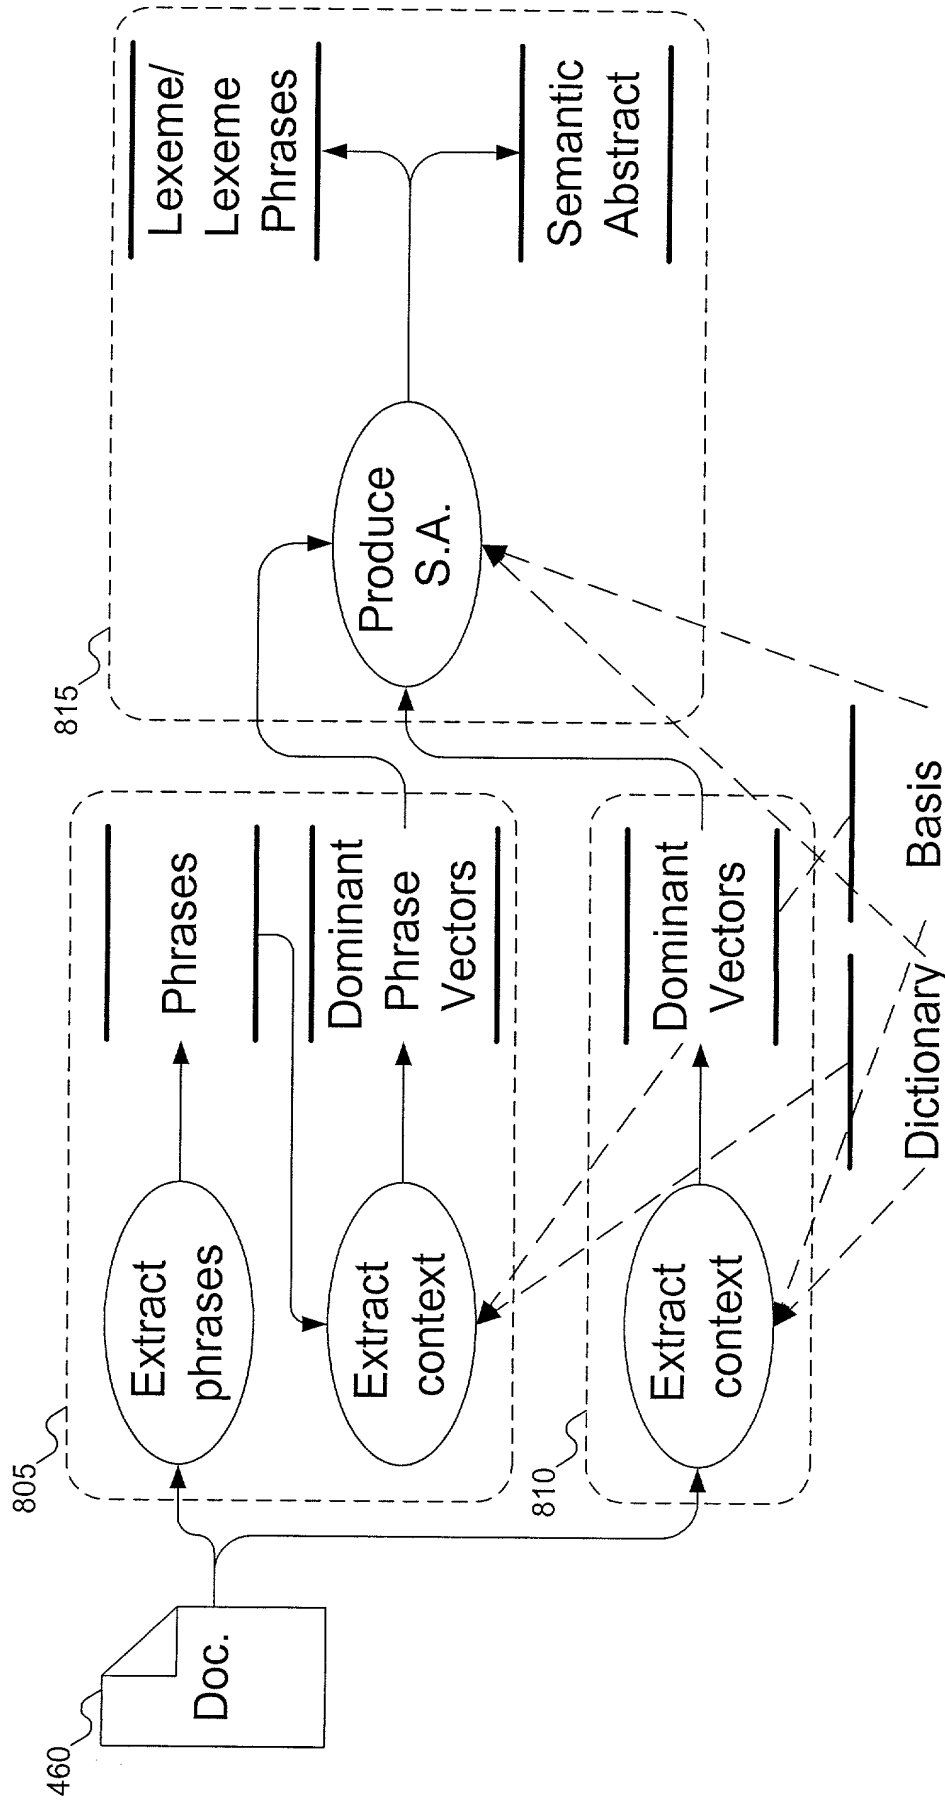 460
Doc.
805
Extract
phrases
Phrases
Extract
context
Dominant
Phrase
Vectors
810
Extract
context
Dominant
Vectors
815
Produce
S.A.
Lexeme/
Lexeme
Phrases
Semantic
Abstract
Dictionary
Basis